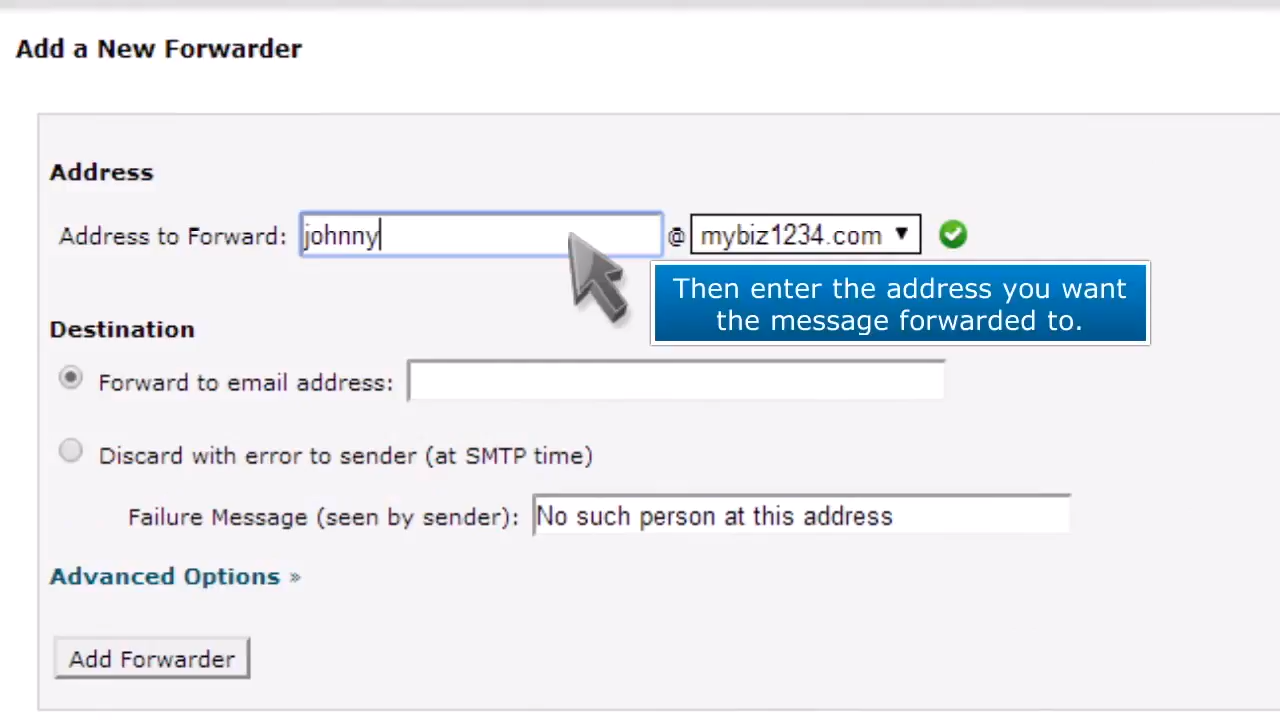 Add a New Forwarder
Address
Address to Forward: johnny @ mybiz1234.com ▼
Then enter the address you want
the message forwarded to.
Destination
Forward to email address:
Discard with error to sender (at SMTP time)
Failure Message (seen by sender): No such person at this address
Advanced Options »
Add Forwarder